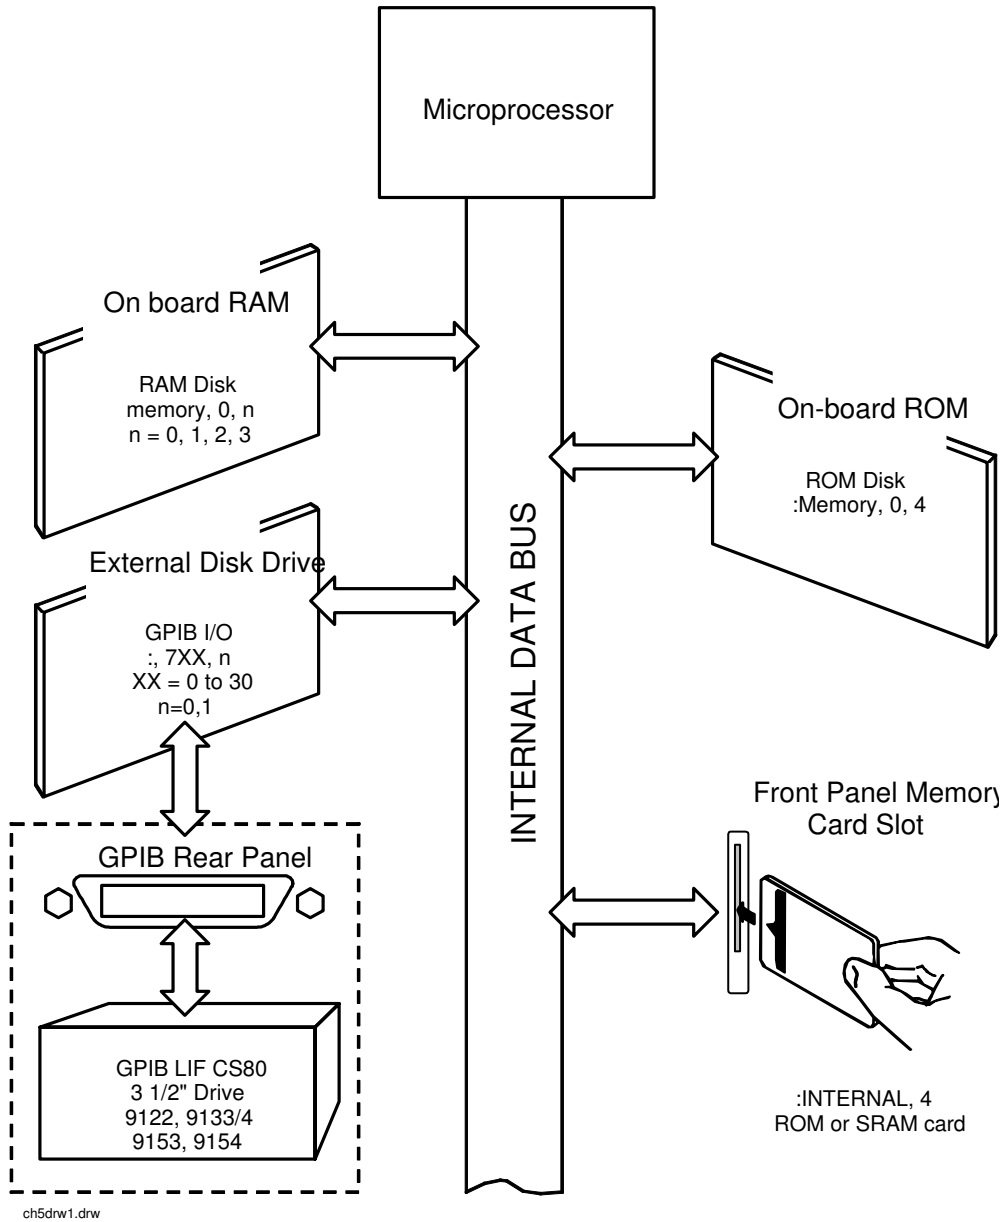 Microprocessor
On board RAM
RAM Disk
memory, 0, n
n = 0, 1, 2, 3
On-board ROM
ROM Disk
:Memory, 0, 4
External Disk Drive
GPIB I/O
:, 7XX, n
XX = 0 to 30
n=0,1
INTERNAL DATA BUS
Front Panel Memory
Card Slot
GPIB Rear Panel
GPIB LIF CS80
3 1/2" Drive
9122, 9133/4
9153, 9154
:INTERNAL, 4
ROM or SRAM card
ch5drw1.drw